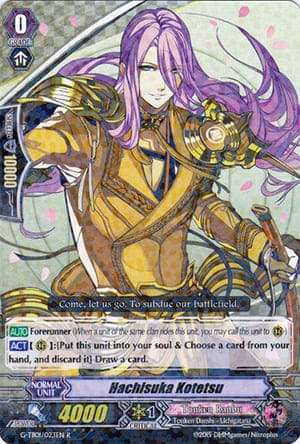 0
GRADE
10000
Come, let us go. To subdue our battlefield.
AUTO Forerunner (When a unit of the same clan rides this unit, you may call this unit to (R))
ACT [(R)]:[Put this unit into your soul & Choose a card from your hand, and discard it] Draw a card.
NORMAL UNIT
Hachisuka Kotetsu
4000
1
CRITICAL
Touken Ranbu
Touken Danshi - Uchigatana
G-TB01/023EN R
©2015 DMMgames/Nitroplus